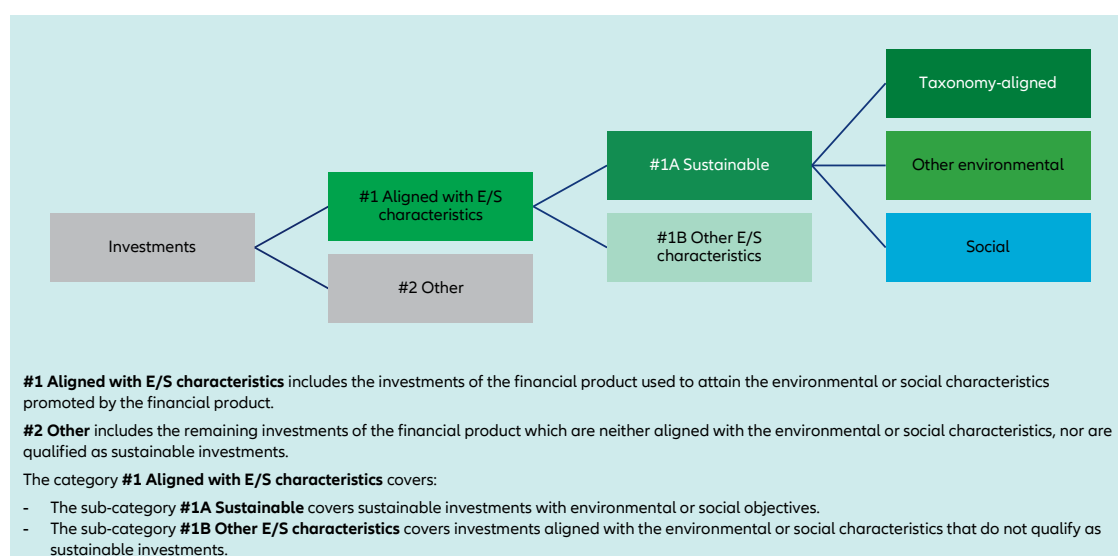 Taxonomy-aligned
#1A Sustainable
Other environmental
#1 Aligned with E/S
characteristics
Investments
#1B Other E/S
characteristics
Social
#2 Other
#1 Aligned with E/S characteristics includes the investments of the financial product used to attain the environmental or social characteristics
promoted by the financial product.
#2 Other includes the remaining investments of the financial product which are neither aligned with the environmental or social characteristics, nor are
qualified as sustainable investments.
The category #1 Aligned with E/S characteristics covers:
- The sub-category #1A Sustainable covers sustainable investments with environmental or social objectives.
- The sub-category #1B Other E/S characteristics covers investments aligned with the environmental or social characteristics that do not qualify as
sustainable investments.